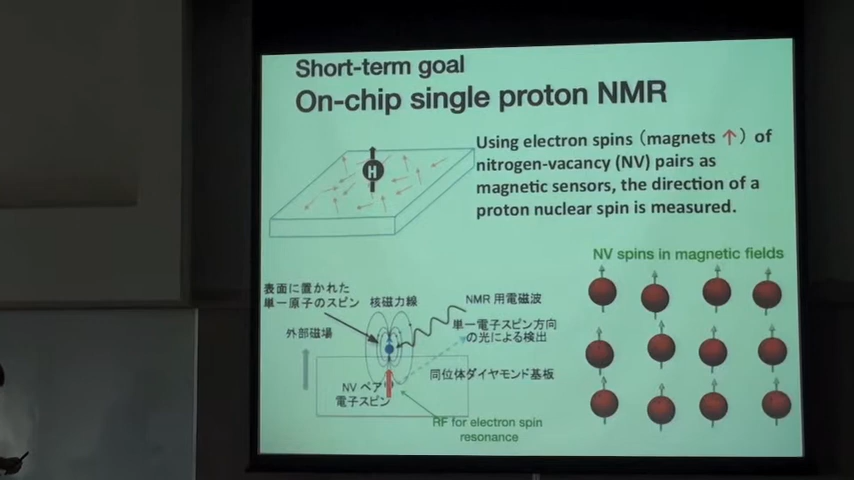 Short-term goal
On-chip single proton NMR
H
Using electron spins (magnets ↑) of
nitrogen-vacancy (NV) pairs as
magnetic sensors, the direction of a
proton nuclear spin is measured.
NV spins in magnetic fields
表面に置かれた
単一原子のスピン
核磁力線
NMR 用電磁波
外部磁場
単一電子スピン方向
の光による検出
同位体ダイヤモンド基板
NV ペア
電子スピン
RF for electron spin
resonance